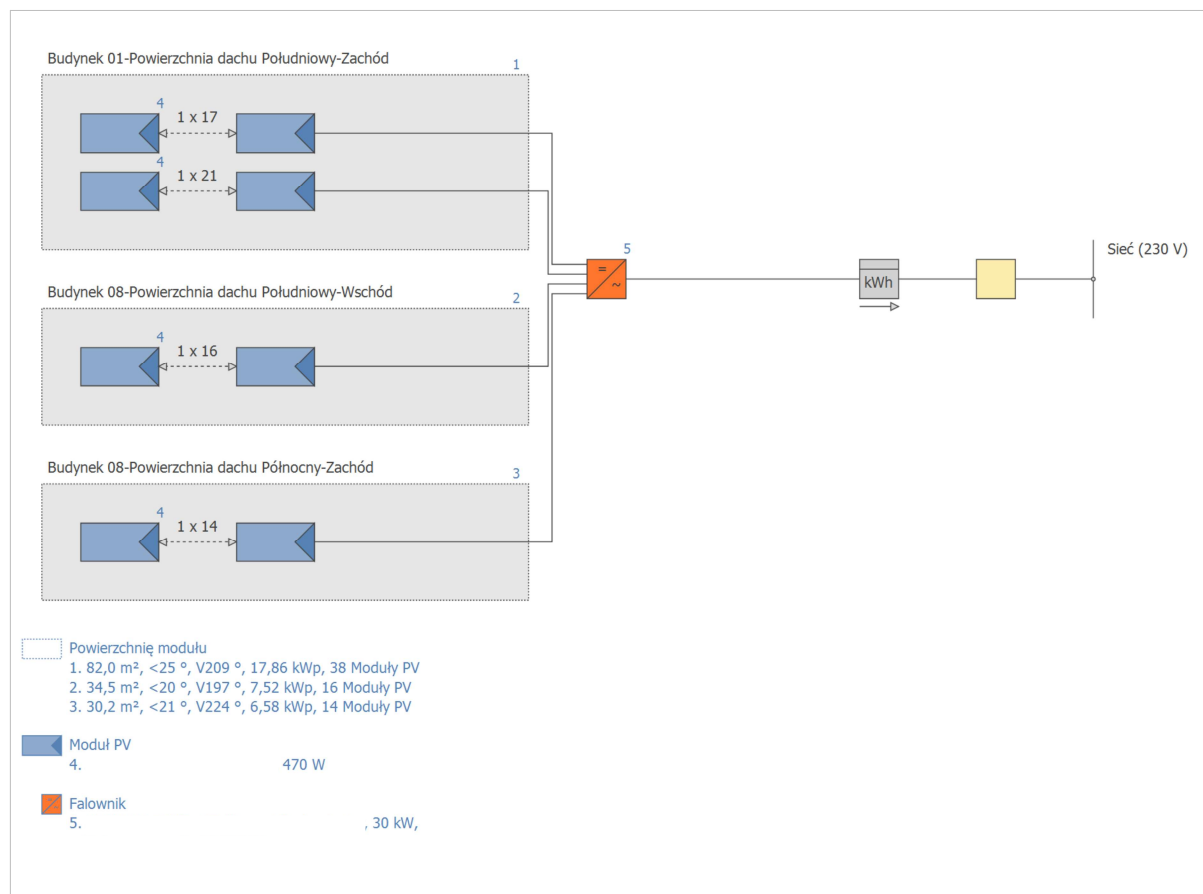 Budynek 01-Powierzchnia dachu Południowy-Zachód
1
4
1 x 17
4
1 x 21
5
Sieć (230 V)
=
~
kWh
Budynek 08-Powierzchnia dachu Południowy-Wschód
2
4
1 x 16
Budynek 08-Powierzchnia dachu Północny-Zachód
3
4
1 x 14
Powierzchnię modułu
1. 82,0 m², <25 °, V209 °, 17,86 kWp, 38 Moduły PV
2. 34,5 m², <20 °, V197 °, 7,52 kWp, 16 Moduły PV
3. 30,2 m², <21 °, V224 °, 6,58 kWp, 14 Moduły PV
Moduł PV
4. 470 W
Falownik
5. , 30 kW,